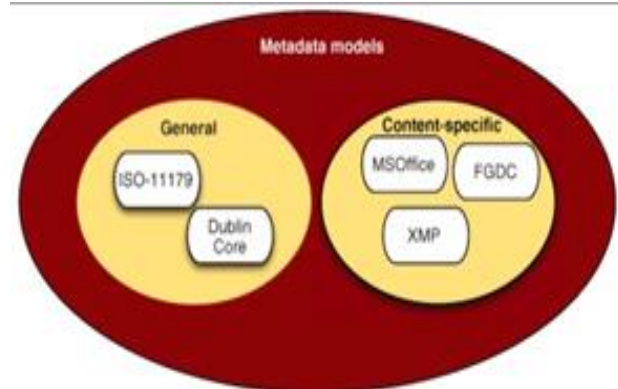 Metadata models
General
ISO-11179
Dublin
Core
Content-specific
MSOffice
FGDC
XMP